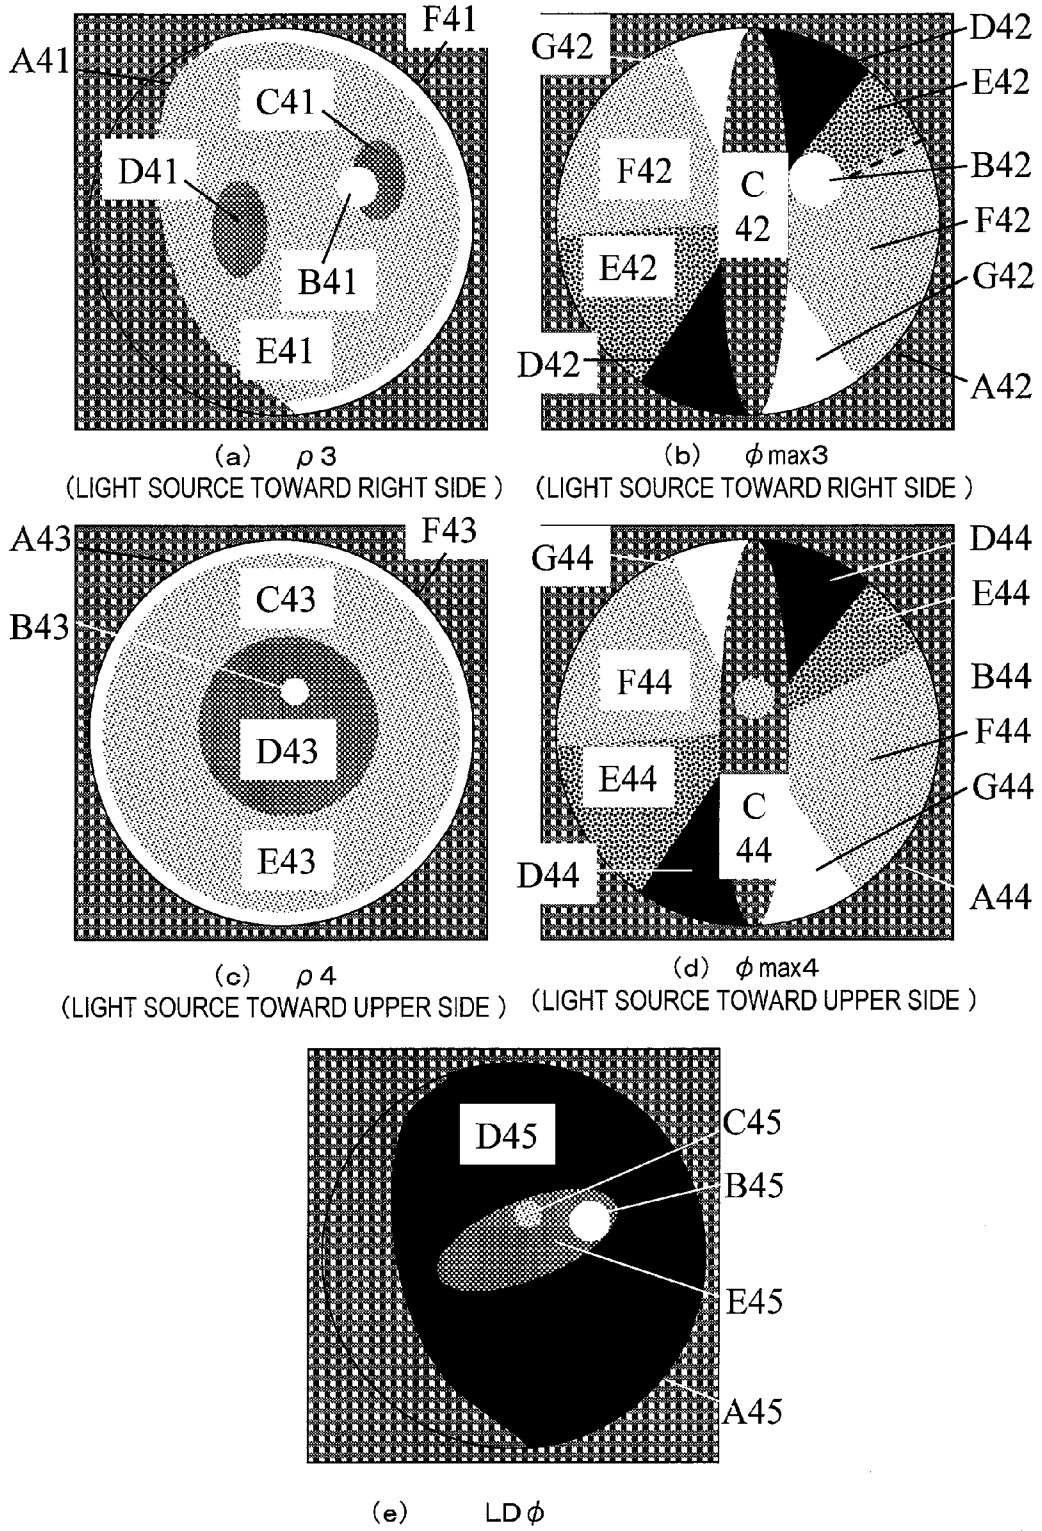 F41
A41
C41
D41
B41
E41
(a) ρ3
(LIGHT SOURCE TOWARD RIGHT SIDE)
D42
G42
E42
F42
C
42
B42
F42
E42
G42
D42
A42
(b) φmax3
(LIGHT SOURCE TOWARD RIGHT SIDE)
F43
A43
C43
B43
D43
E43
(c) ρ4
(LIGHT SOURCE TOWARD UPPER SIDE)
D44
G44
E44
F44
B44
F44
E44
G44
C
44
D44
A44
(d) φmax4
(LIGHT SOURCE TOWARD UPPER SIDE)
D45
C45
B45
E45
A45
(e) LDφ